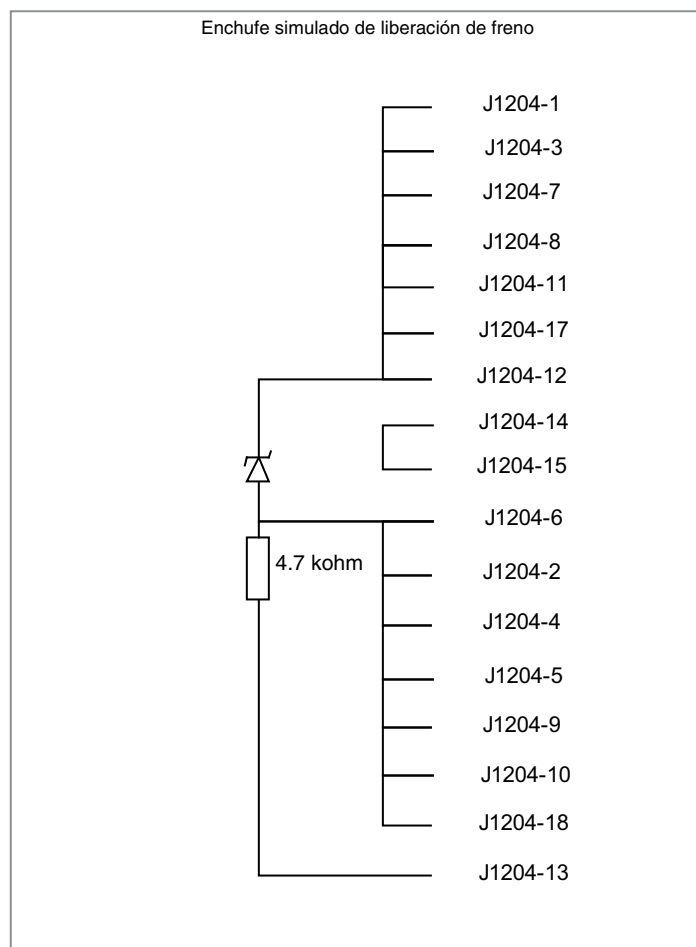 Enchufe simulado de liberación de freno
J1204-1
J1204-3
J1204-7
J1204-8
J1204-11
J1204-17
J1204-12
J1204-14
J1204-15
J1204-6
4.7 kohm
J1204-2
J1204-4
J1204-5
J1204-9
J1204-10
J1204-18
J1204-13